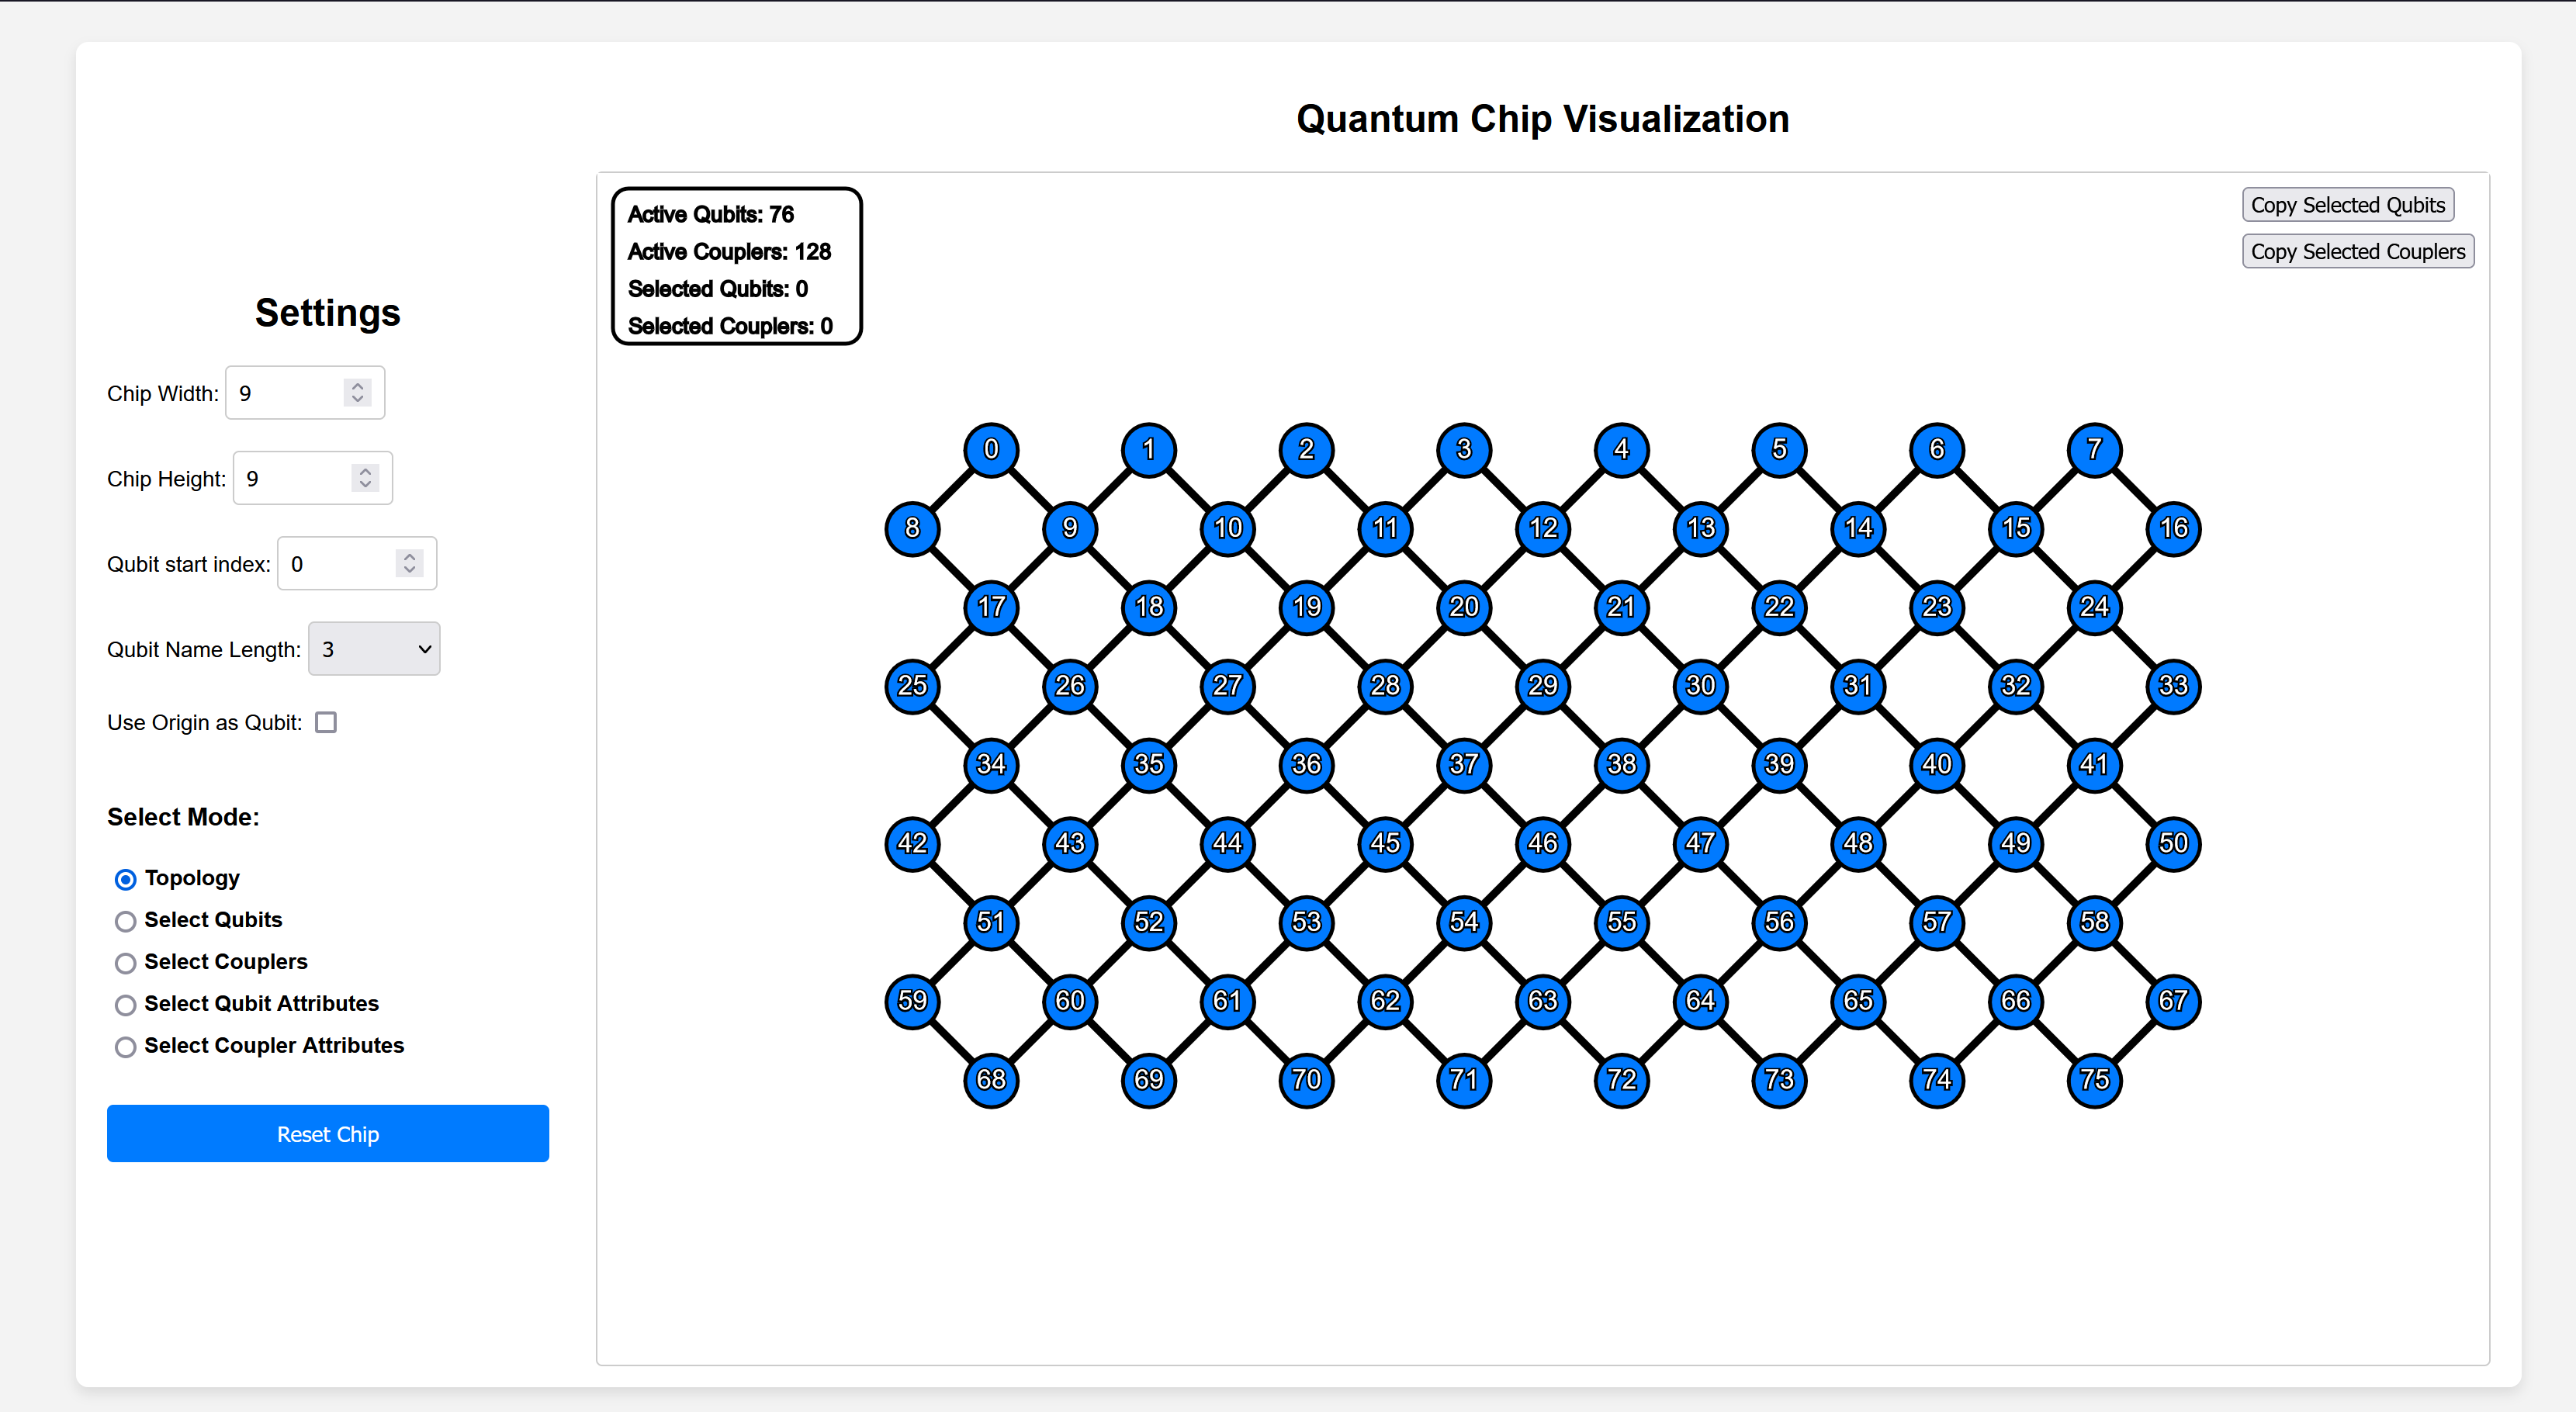 Quantum Chip Visualization
Active Qubits: 76
Active Couplers: 128
Selected Qubits: 0
Selected Couplers: 0
Copy Selected Qubits
Copy Selected Couplers
Settings
Chip Width: 9
Chip Height: 9
Qubit start index: 0
Qubit Name Length: 3
Use Origin as Qubit:
Select Mode:
Topology
Select Qubits
Select Couplers
Select Qubit Attributes
Select Coupler Attributes
Reset Chip
0 1 2 3 4 5 6 7
8 9 10 11 12 13 14 15 16
17 18 19 20 21 22 23 24
25 26 27 28 29 30 31 32 33
34 35 36 37 38 39 40 41
42 43 44 45 46 47 48 49 50
51 52 53 54 55 56 57 58
59 60 61 62 63 64 65 66 67
68 69 70 71 72 73 74 75